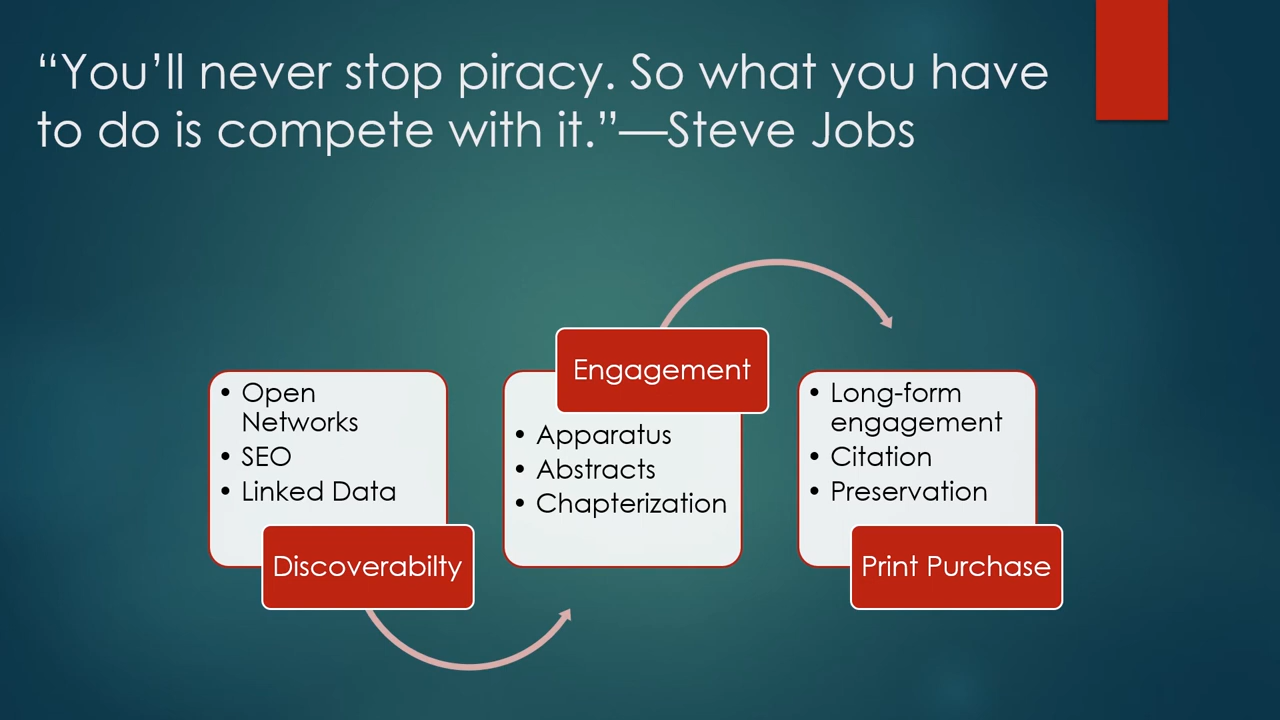 “You’ll never stop piracy. So what you have
to do is compete with it.”—Steve Jobs
• Open
Networks
• SEO
• Linked Data
Discoverabilty
Engagement
• Apparatus
• Abstracts
• Chapterization
• Long-form
engagement
• Citation
• Preservation
Print Purchase